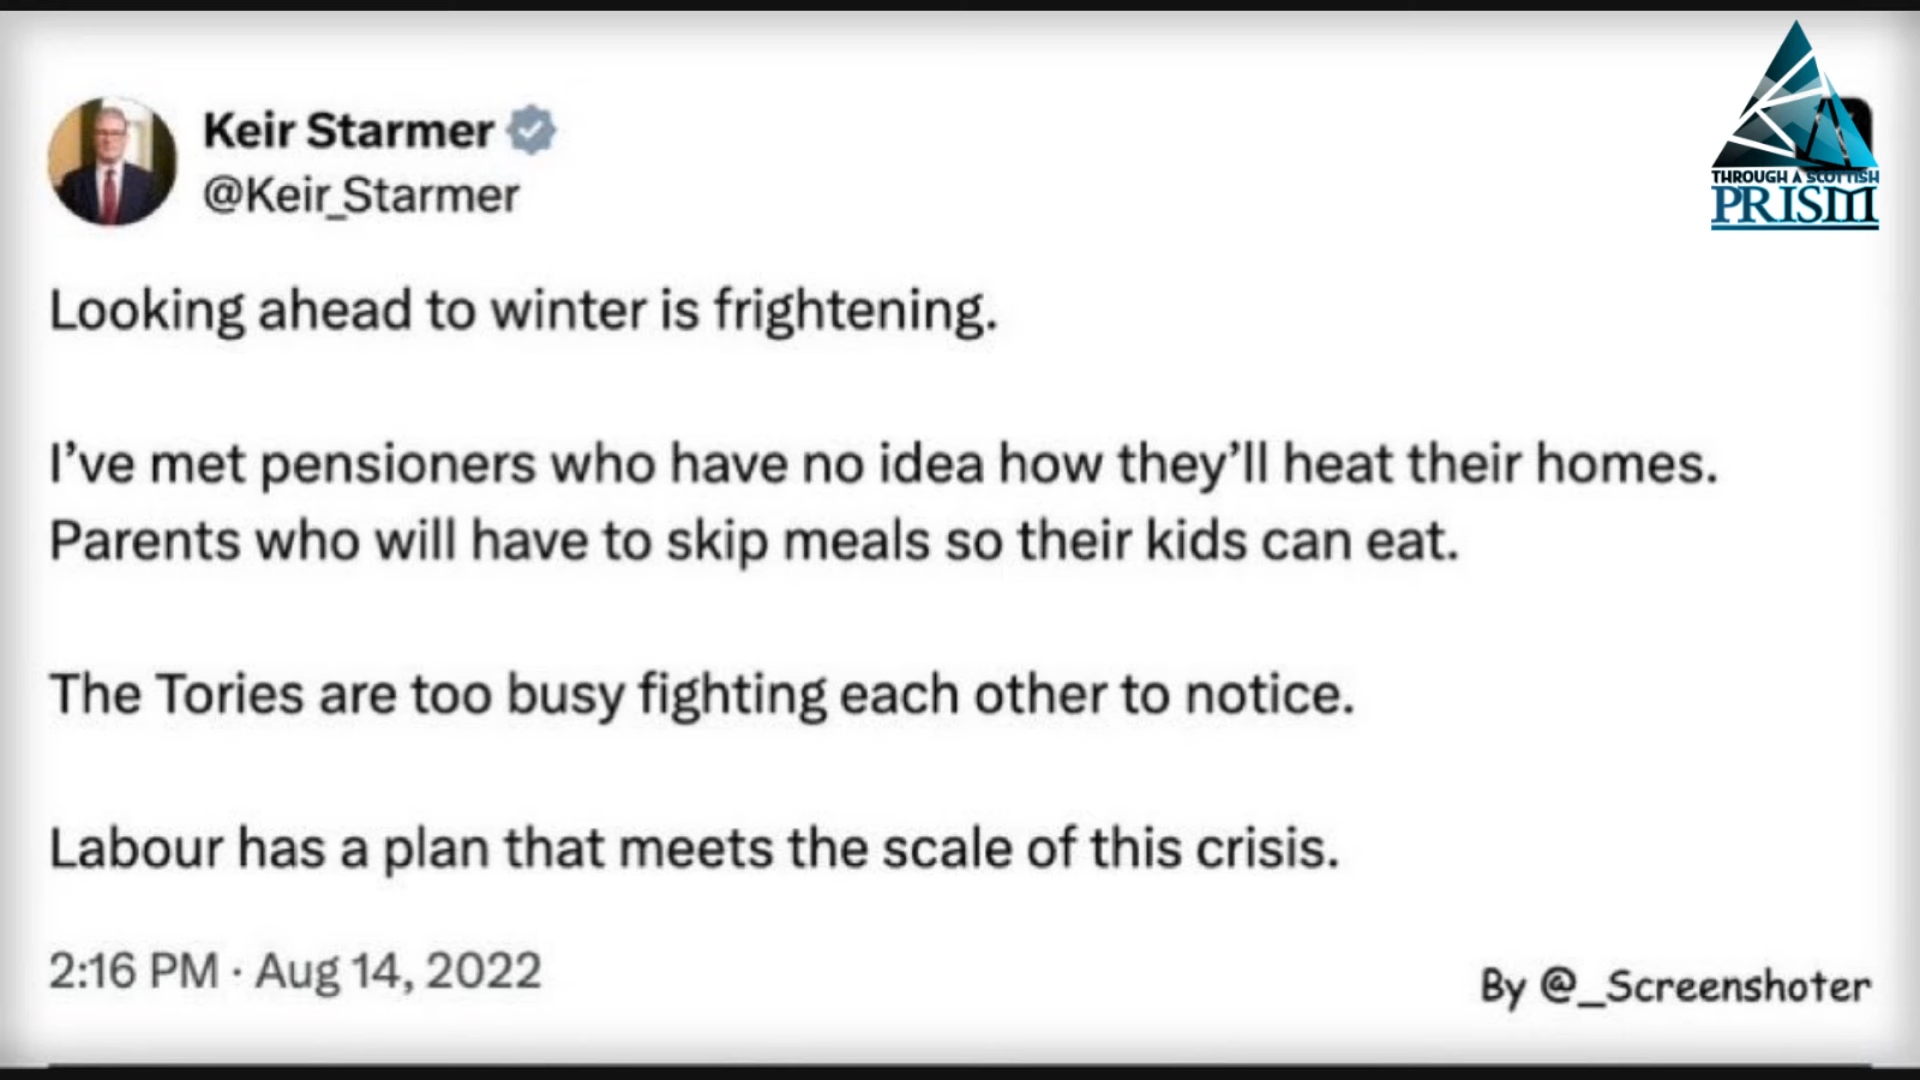 Keir Starmer
@Keir_Starmer
THROUGH A SCOTTISH
PRISM
Looking ahead to winter is frightening.
I’ve met pensioners who have no idea how they’ll heat their homes.
Parents who will have to skip meals so their kids can eat.
The Tories are too busy fighting each other to notice.
Labour has a plan that meets the scale of this crisis.
2:16 PM · Aug 14, 2022
By @_Screenshoter